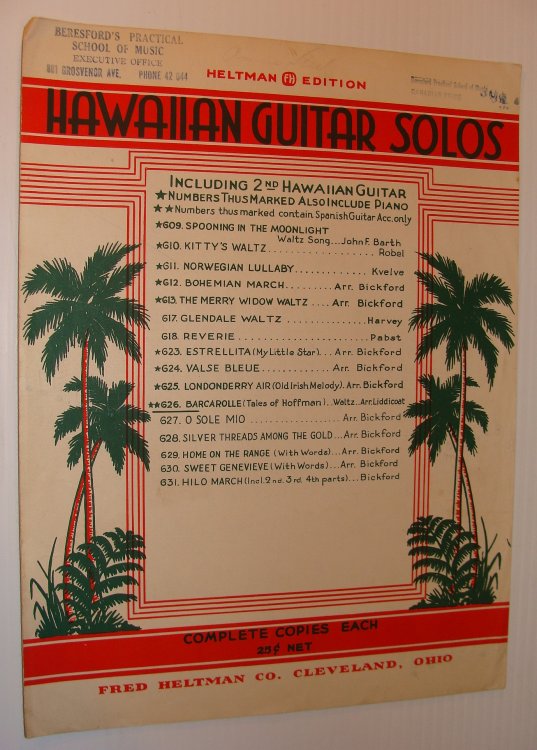 BERESFORD'S PRACTICAL
SCHOOL OF MUSIC
EXECUTIVE OFFICE
801 GROSVENOR AVE. PHONE 42 044
HELTMAN FH EDITION
HAWAIIAN GUITAR SOLOS
INCLUDING 2ND HAWAIIAN GUITAR
★NUMBERS THUS MARKED ALSO INCLUDE PIANO
★★Numbers thus marked contain Spanish Guitar Acc. only
★609. SPOONING IN THE MOONLIGHT
Waltz Song... John F. Barth
★610. KITTY'S WALTZ.................. Robel
★611. NORWEGIAN LULLABY............. Kvelve
★612. BOHEMIAN MARCH........Arr. Bickford
★613. THE MERRY WIDOW WALTZ ...Arr. Bickford
617. GLENDALE WALTZ ..............Harvey
618. REVERIE.......................Pabst
★623. ESTRELLITA (My Little Star)...Arr. Bickford
★624. VALSE BLEUE............Arr. Bickford
★625. LONDONDERRY AIR (Old Irish Melody). Arr. Bickford
★★626. BARCAROLLE (Tales of Hoffman)...Waltz...Arr. Liddicoat
627. O SOLE MIO..............Arr. Bickford
628. SILVER THREADS AMONG THE GOLD...Arr. Bickford
629. HOME ON THE RANGE (With Words)...Arr. Bickford
630. SWEET GENEVIEVE (With Words)...Arr. Bickford
631. HILO MARCH (Incl. 2nd. 3rd. 4th parts)...Bickford
COMPLETE COPIES EACH
25¢ NET
FRED HELTMAN CO. CLEVELAND, OHIO